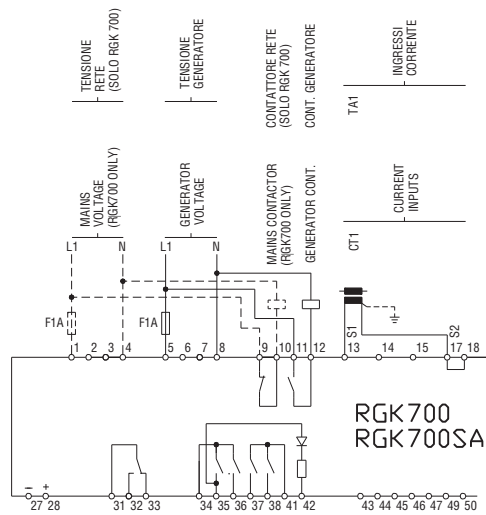 TENSIONE
RETE
(SOLO RGK 700)
TENSIONE
GENERATORE
CONTATTORE RETE
(SOLO RGK 700)
CONT. GENERATORE
TA1
INGRESSI
CORRENTE
MAINS
VOLTAGE
(RGK700 ONLY)
GENERATOR
VOLTAGE
MAINS CONTACTOR
(RGK700 ONLY)
GENERATOR CONT.
CT1
CURRENT
INPUTS
L1 N L1 N
F1A F1A
S1 S2
1 2 3 4 5 6 7 8 9 10 11 12 13 14 15 17 18
RGK700
RGK700SA
– +
27 28 31 32 33 34 35 36 37 38 41 42 43 44 45 46 47 49 50